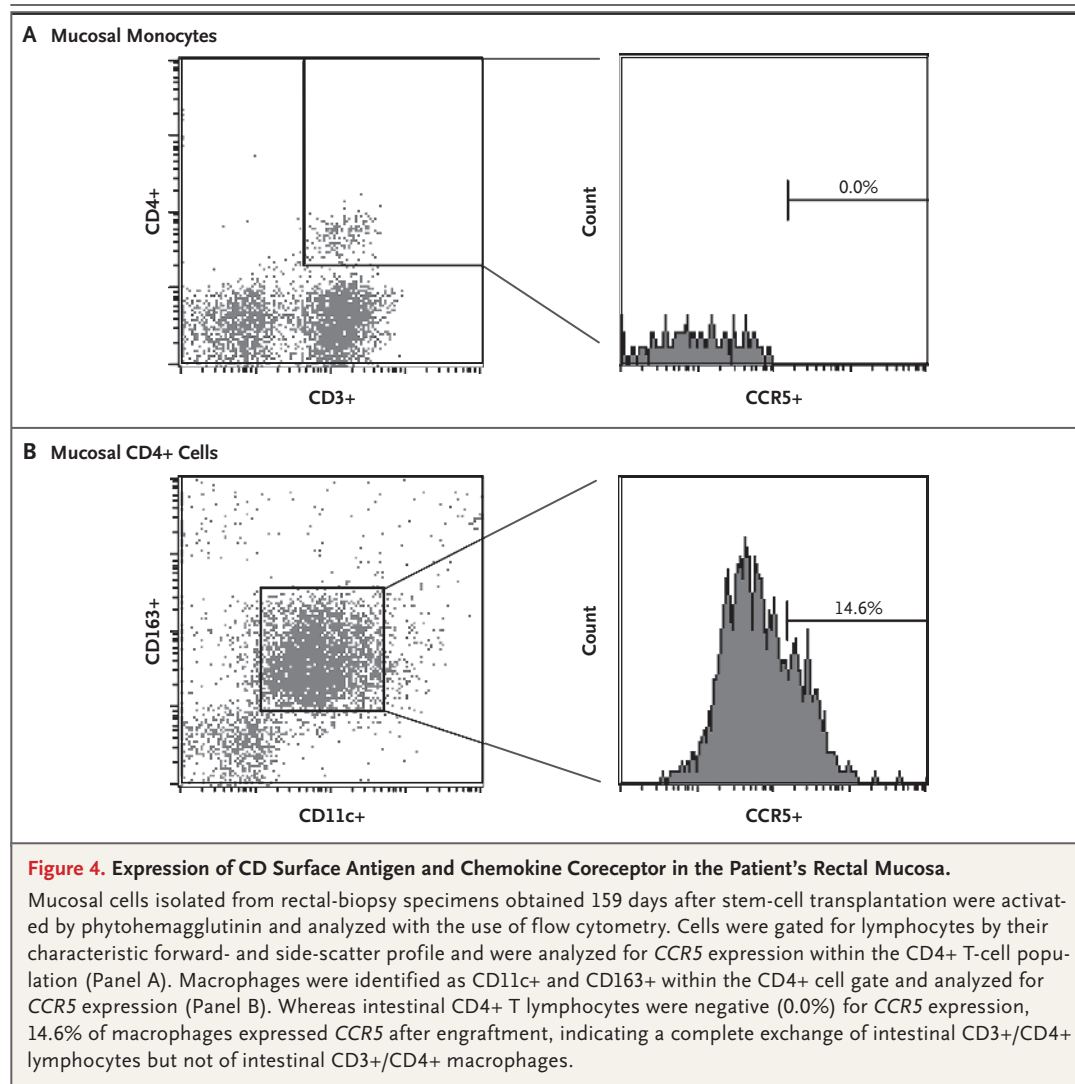 A Mucosal Monocytes
CD4+
CD3+
Count
0.0%
CCR5+
B Mucosal CD4+ Cells
CD163+
CD11c+
Count
14.6%
CCR5+
Figure 4. Expression of CD Surface Antigen and Chemokine Coreceptor in the Patient's Rectal Mucosa.
Mucosal cells isolated from rectal-biopsy specimens obtained 159 days after stem-cell transplantation were activat-
ed by phytohemagglutinin and analyzed with the use of flow cytometry. Cells were gated for lymphocytes by their
characteristic forward- and side-scatter profile and were analyzed for CCR5 expression within the CD4+ T-cell popu-
lation (Panel A). Macrophages were identified as CD11c+ and CD163+ within the CD4+ cell gate and analyzed for
CCR5 expression (Panel B). Whereas intestinal CD4+ T lymphocytes were negative (0.0%) for CCR5 expression,
14.6% of macrophages expressed CCR5 after engraftment, indicating a complete exchange of intestinal CD3+/CD4+
lymphocytes but not of intestinal CD3+/CD4+ macrophages.